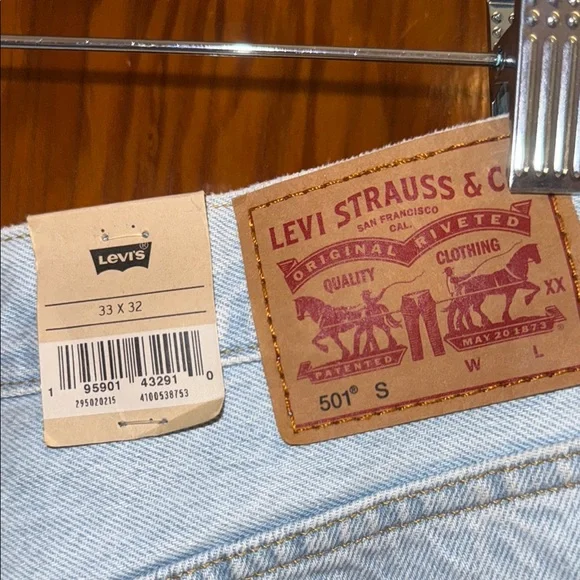 LEVI'S®
33 X 32
1 95901 43291 0
295020215 4100538753
LEVI STRAUSS & C
SAN FRANCISCO
CAL.
ORIGINAL RIVETED
QUALITY CLOTHING
XX
PATENTED MAY 20 1873
501® S W L